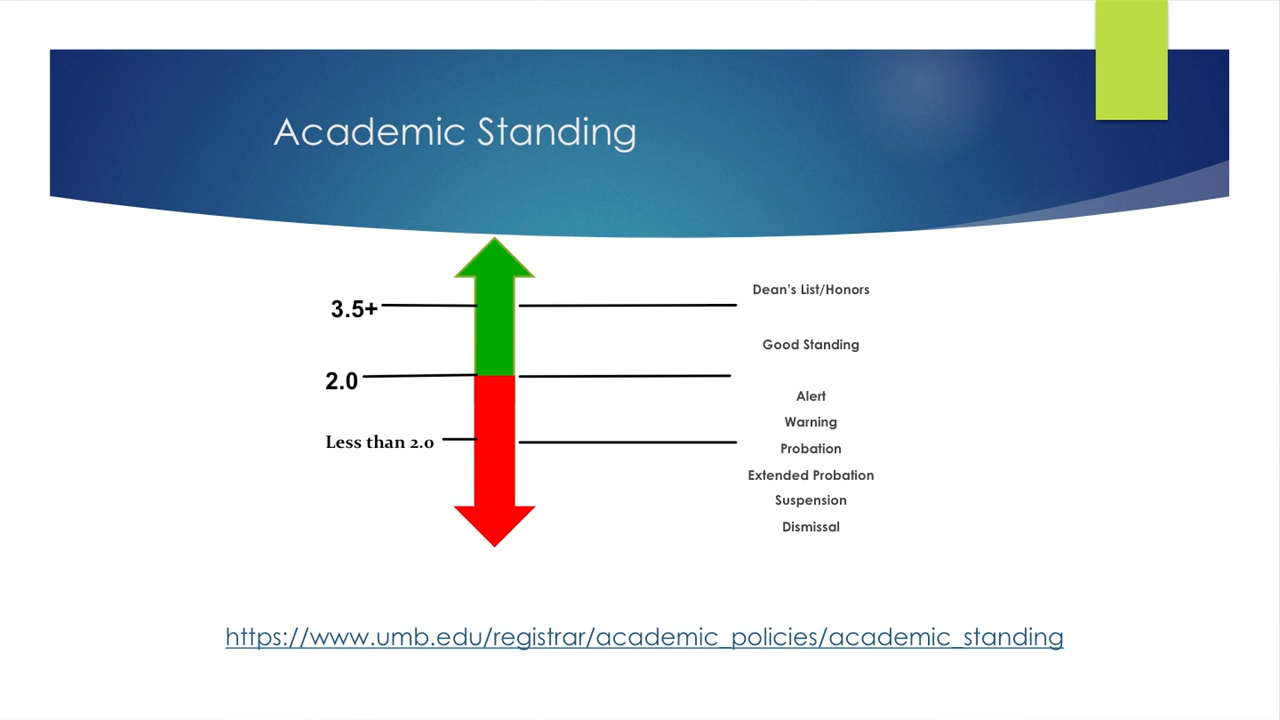 Academic Standing
3.5+
Dean's List/Honors
Good Standing
2.0
Alert
Warning
Less than 2.0
Probation
Extended Probation
Suspension
Dismissal
https://www.umb.edu/registrar/academic_policies/academic_standing